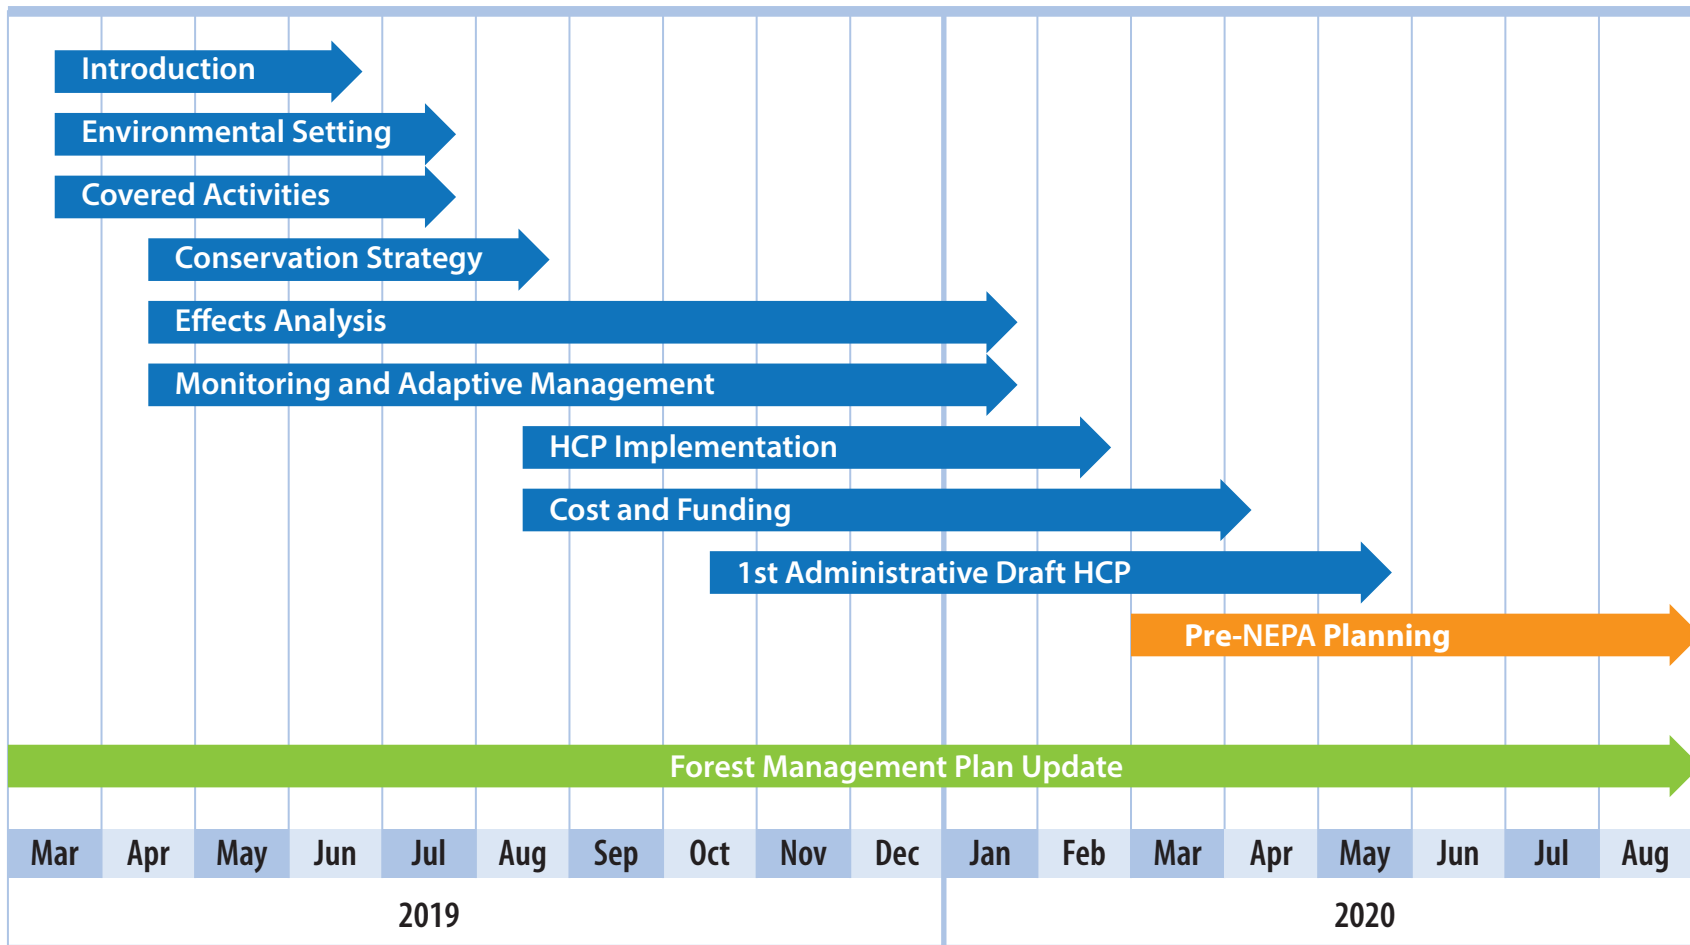 Introduction
Environmental Setting
Covered Activities
Conservation Strategy
Effects Analysis
Monitoring and Adaptive Management
HCP Implementation
Cost and Funding
1st Administrative Draft HCP
Pre-NEPA Planning
Forest Management Plan Update
Mar Apr May Jun Jul Aug Sep Oct Nov Dec Jan Feb Mar Apr May Jun Jul Aug
2019 2020